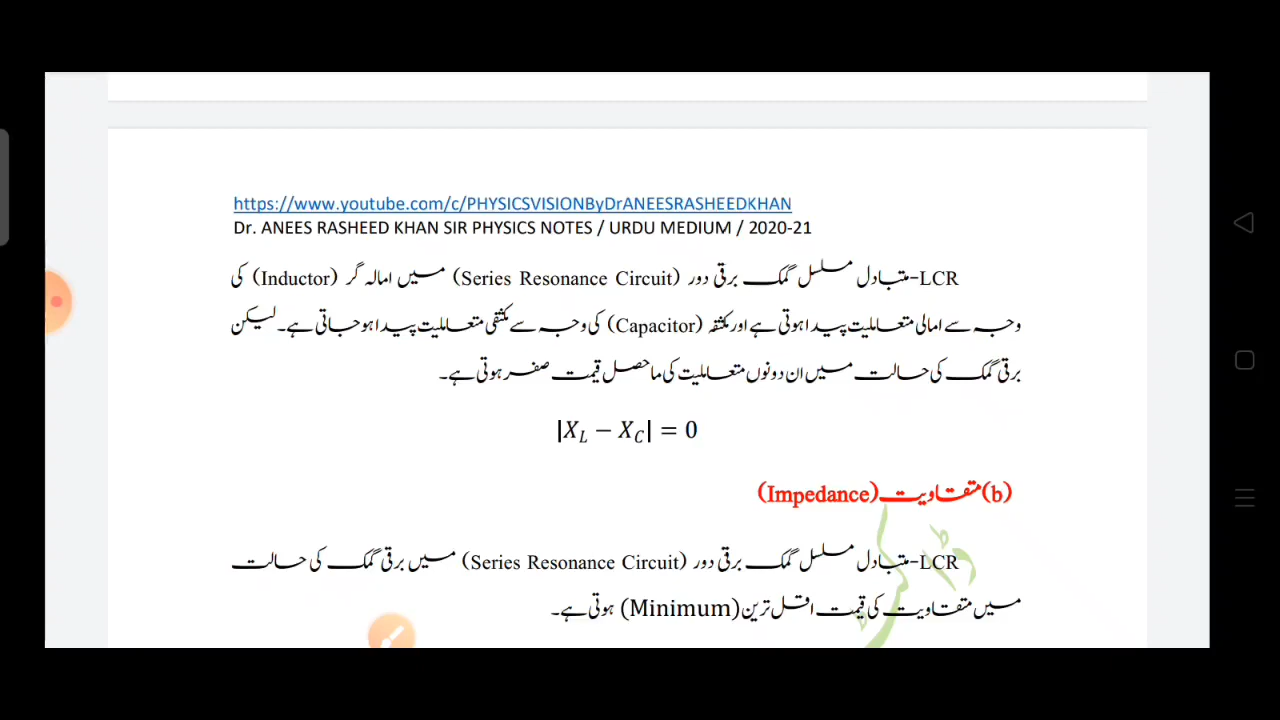 https://www.youtube.com/c/PHYSICSVISIONByDrANEESRASHEEDKHAN
Dr. ANEES RASHEED KHAN SIR PHYSICS NOTES / URDU MEDIUM / 2020-21
LCR-متبادل مسلسل گمک برقی دور (Series Resonance Circuit) میں امالہ گر (Inductor) کی
وجہ سے امالی متعاملیت پیدا ہوتی ہے اور مکثفہ (Capacitor) کی وجہ سے مکثفی متعاملیت پیدا ہو جاتی ہے۔ لیکن
برقی گمک کی حالت میں ان دونوں متعاملیت کی ماحصل قیمت صفر ہوتی ہے۔
|X_L − X_C| = 0
(b) متقاویت (Impedance)
LCR-متبادل مسلسل گمک برقی دور (Series Resonance Circuit) میں برقی گمک کی حالت
میں متقاویت کی قیمت اقل ترین (Minimum) ہوتی ہے۔